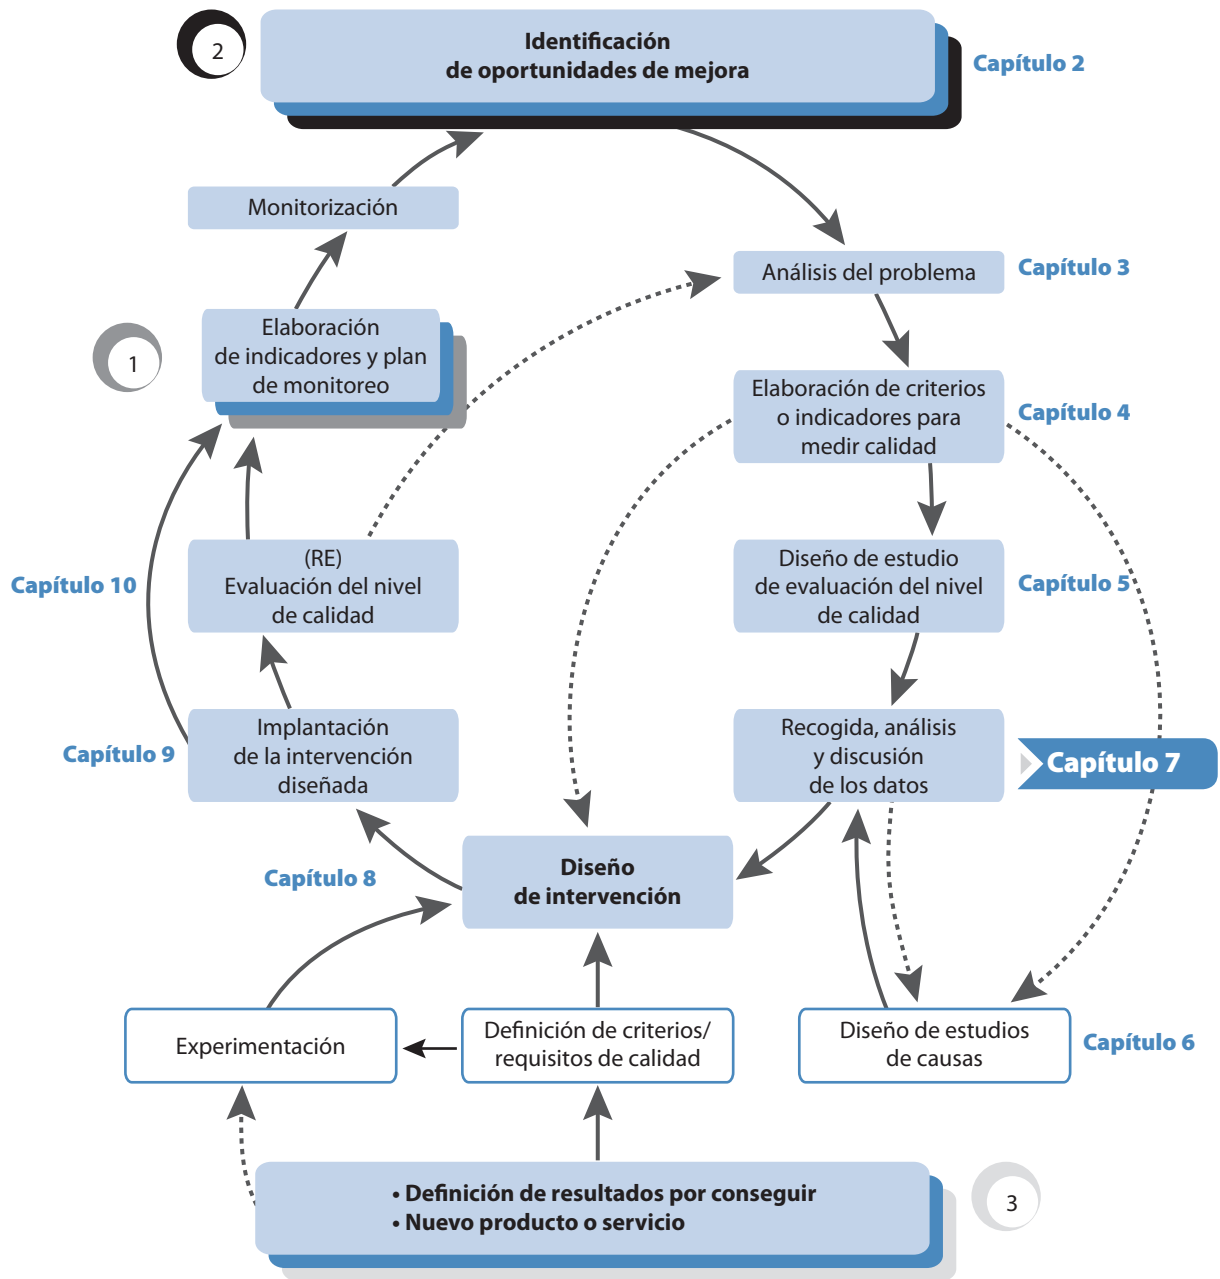 2
Identificación
de oportunidades de mejora
Capítulo 2
Monitorización
Análisis del problema
Capítulo 3
1
Elaboración
de indicadores y plan
de monitoreo
Elaboración de criterios
o indicadores para
medir calidad
Capítulo 4
Capítulo 10
(RE)
Evaluación del nivel
de calidad
Diseño de estudio
de evaluación del nivel
de calidad
Capítulo 5
Capítulo 9
Implantación
de la intervención
diseñada
Recogida, análisis
y discusión
de los datos
Capítulo 7
Capítulo 8
Diseño
de intervención
Experimentación
Definición de criterios/
requisitos de calidad
Diseño de estudios
de causas
Capítulo 6
• Definición de resultados por conseguir
• Nuevo producto o servicio
3